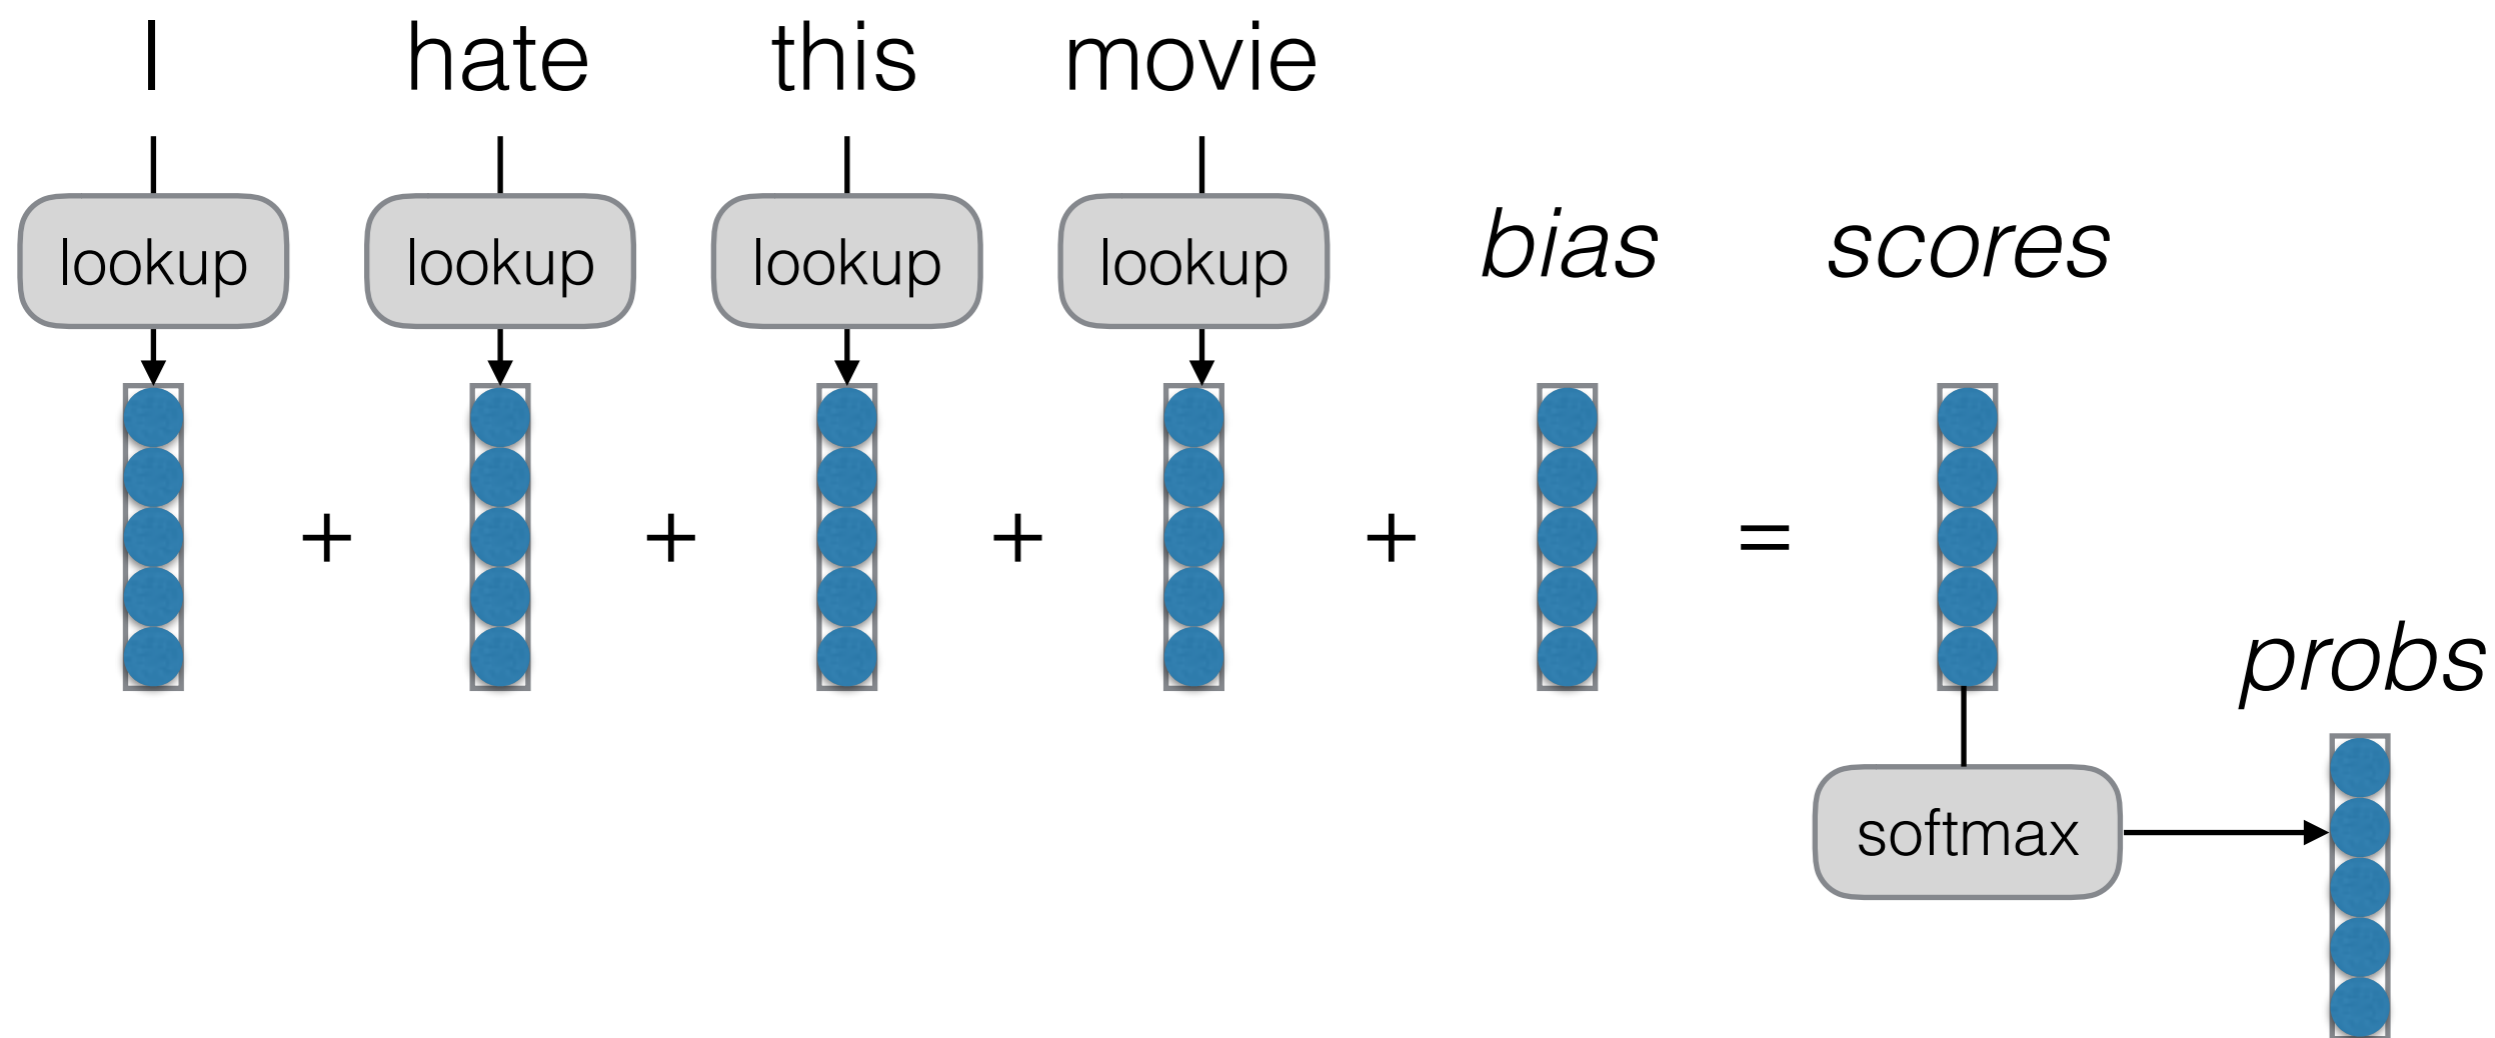 I hate this movie
lookup lookup lookup lookup
bias scores
+ + + + =
probs
softmax